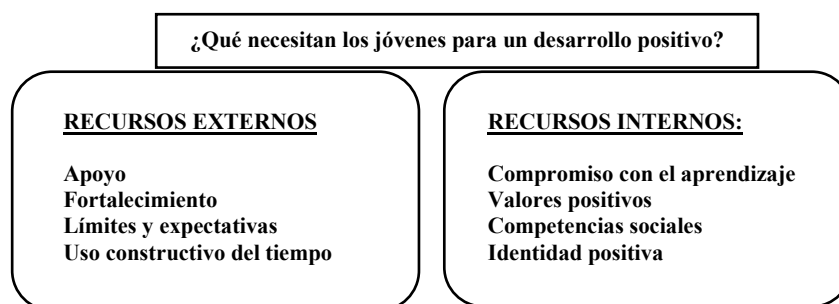 ¿Qué necesitan los jóvenes para un desarrollo positivo?
RECURSOS EXTERNOS
Apoyo
Fortalecimiento
Límites y expectativas
Uso constructivo del tiempo
RECURSOS INTERNOS:
Compromiso con el aprendizaje
Valores positivos
Competencias sociales
Identidad positiva